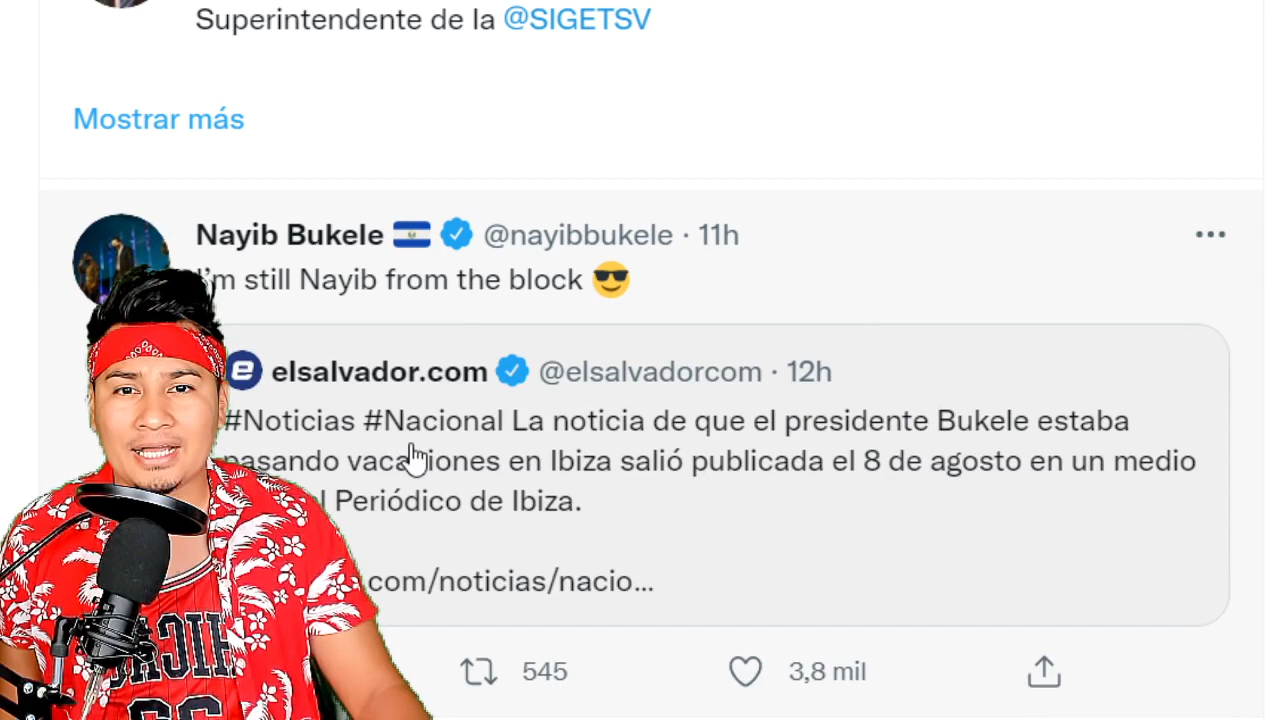 Superintendente de la @SIGETSV
Mostrar más
Nayib Bukele @nayibbukele · 11h
I'm still Nayib from the block 😎
elsalvador.com @elsalvadorcom · 12h
#Noticias #Nacional La noticia de que el presidente Bukele estaba
pasando vacaciones en Ibiza salió publicada el 8 de agosto en un medio
l Periódico de Ibiza.
.com/noticias/nacio...
545 3,8 mil